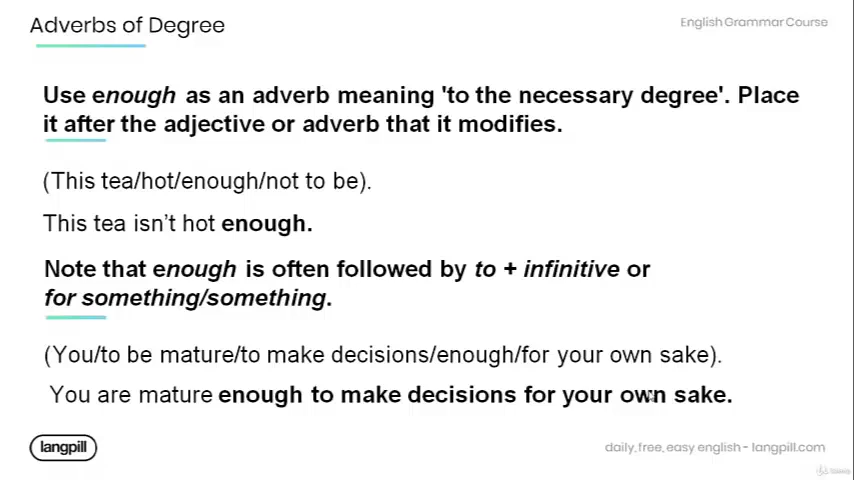 Adverbs of Degree
English Grammar Course
Use enough as an adverb meaning 'to the necessary degree'. Place
it after the adjective or adverb that it modifies.
(This tea/hot/enough/not to be).
This tea isn't hot enough.
Note that enough is often followed by to + infinitive or
for something/something.
(You/to be mature/to make decisions/enough/for your own sake).
You are mature enough to make decisions for your own sake.
langpill
daily, free, easy english - langpill.com
Udemy